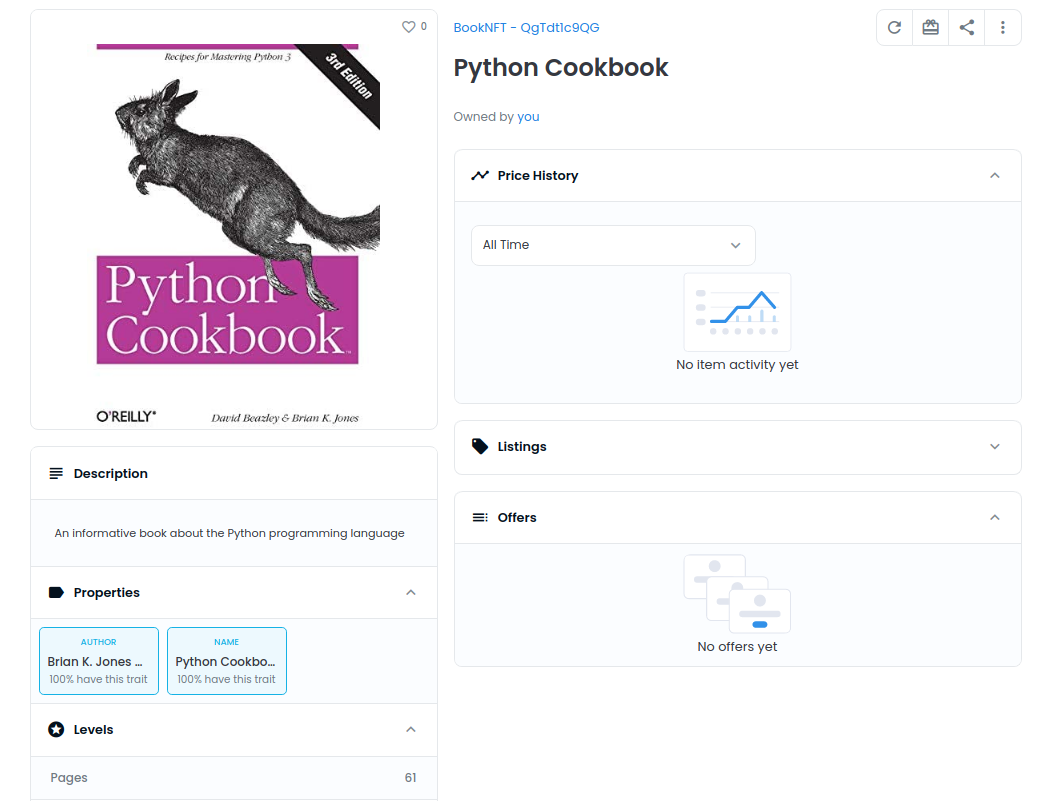 0
Recipes for Mastering Python 3
3rd Edition
Python
Cookbook
TM
O'REILLY®
David Beazley & Brian K. Jones
Description
An informative book about the Python programming language
Properties
AUTHOR
Brian K. Jones ...
100% have this trait
NAME
Python Cookbo...
100% have this trait
Levels
Pages
61
BookNFT - QgTdt1c9QG
Python Cookbook
Owned by you
Price History
All Time
No item activity yet
Listings
Offers
No offers yet